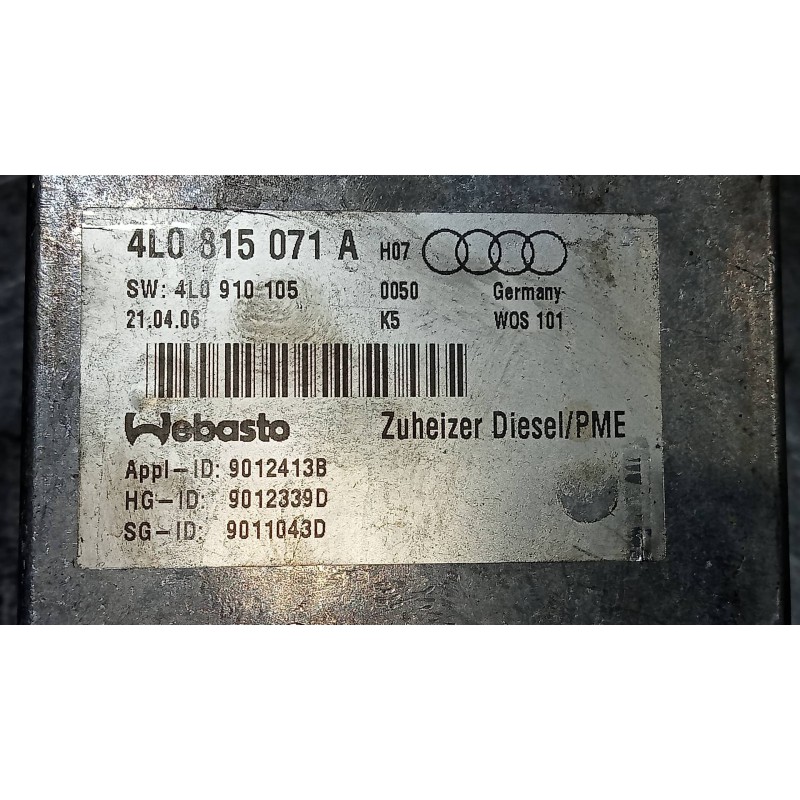 4L0 815 071 A H07
SW: 4L0 910 105 0050 Germany
21.04.06 K5 WOS 101
Webasto Zuheizer Diesel/PME
Appl-ID: 9012413B
HG-ID: 9012339D
SG-ID: 9011043D